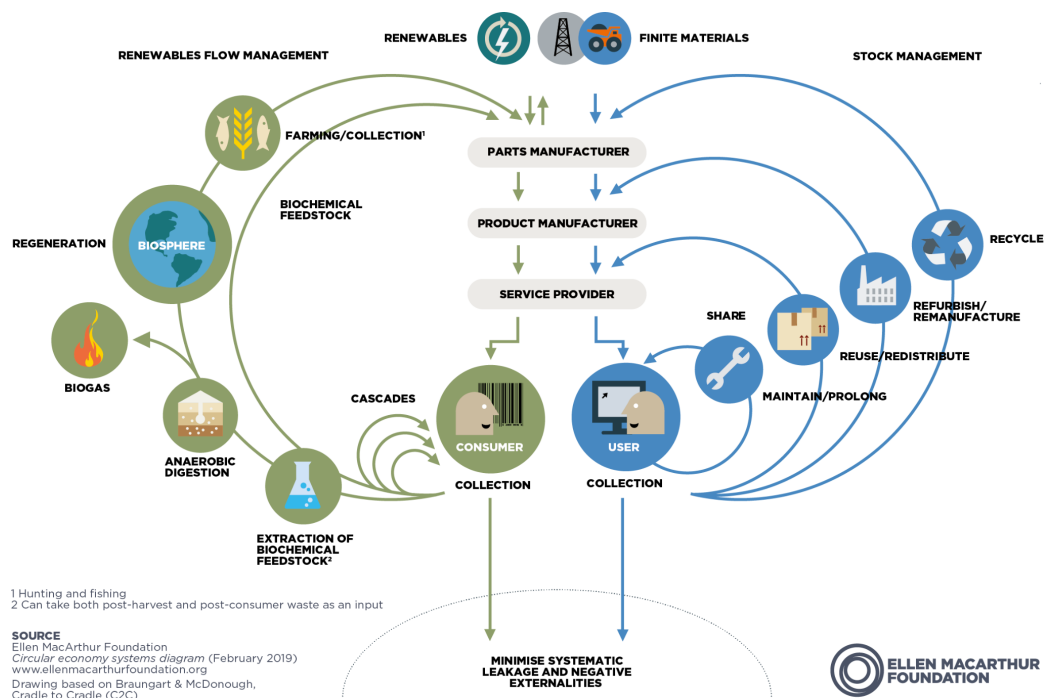 RENEWABLES
FINITE MATERIALS
RENEWABLES FLOW MANAGEMENT
STOCK MANAGEMENT
FARMING/COLLECTION¹
PARTS MANUFACTURER
BIOCHEMICAL
FEEDSTOCK
PRODUCT MANUFACTURER
REGENERATION
BIOSPHERE
RECYCLE
SERVICE PROVIDER
SHARE
REFURBISH/
REMANUFACTURE
REUSE/REDISTRIBUTE
BIOGAS
CASCADES
MAINTAIN/PROLONG
CONSUMER
USER
ANAEROBIC
DIGESTION
COLLECTION
COLLECTION
EXTRACTION OF
BIOCHEMICAL
FEEDSTOCK²
1 Hunting and fishing
2 Can take both post-harvest and post-consumer waste as an input
SOURCE
Ellen MacArthur Foundation
Circular economy systems diagram (February 2019)
www.ellenmacarthurfoundation.org
Drawing based on Braungart & McDonough,
Cradle to Cradle (C2C)
MINIMISE SYSTEMATIC
LEAKAGE AND NEGATIVE
EXTERNALITIES
ELLEN MACARTHUR
FOUNDATION